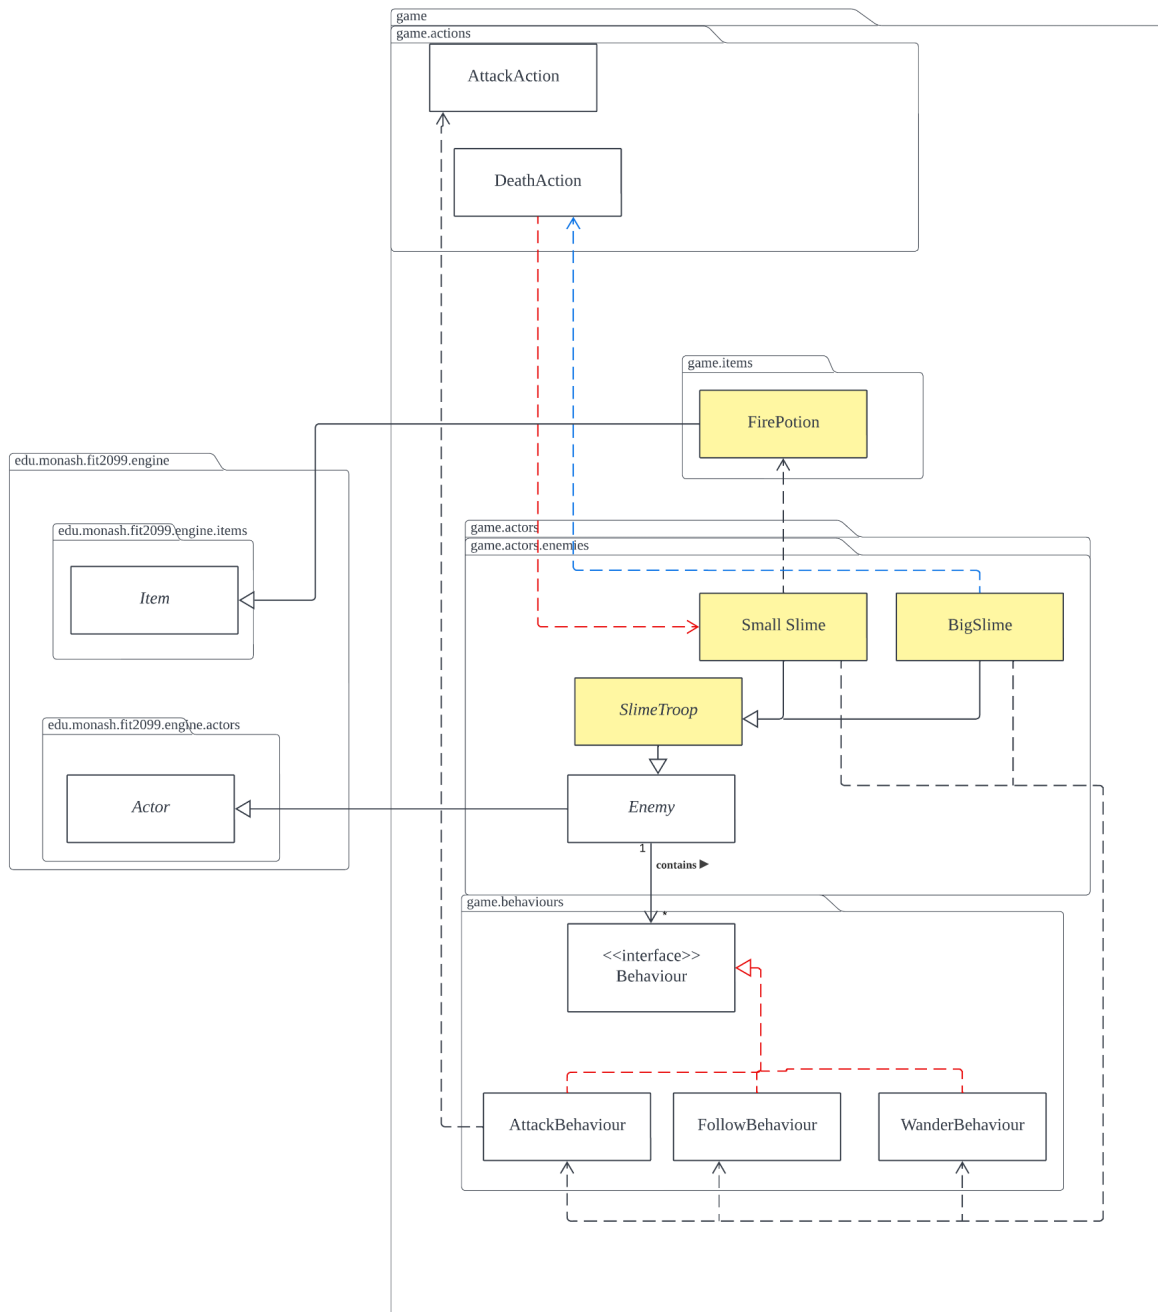 game
game.actions
AttackAction
DeathAction
game.items
FirePotion
edu.monash.fit2099.engine
edu.monash.fit2099.engine.items
Item
game.actors
game.actors.enemies
Small Slime
BigSlime
SlimeTroop
edu.monash.fit2099.engine.actors
Actor
Enemy
1
contains ▶
*
game.behaviours
<<interface>>
Behaviour
AttackBehaviour
FollowBehaviour
WanderBehaviour